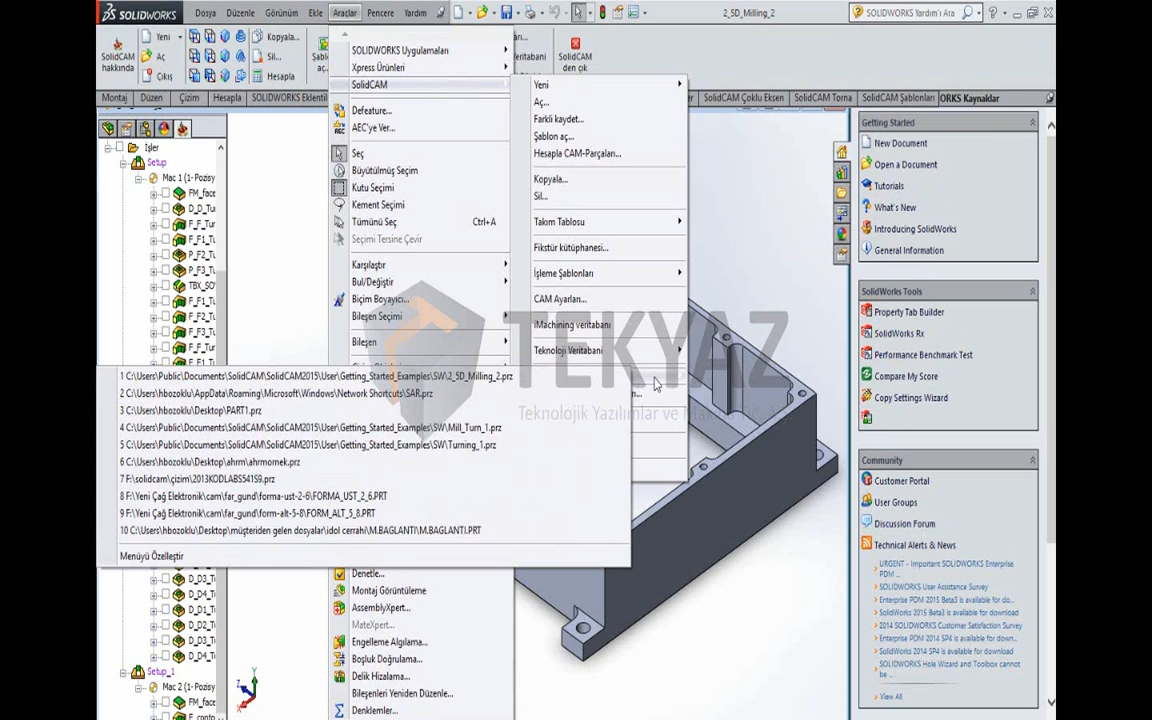 SOLIDWORKS Dosya Düzenle Görünüm Ekle Araçlar Pencere Yardım 2_5D_Milling_2 SOLIDWORKS Yardım'ı Ara
SolidCAM hakkında
Yeni
Aç
Çıkış
Kopyala...
Sil...
Hesapla
SolidCAM den çık
Montaj Düzen Çizim Hesapla SOLIDWORKS Eklentil
SolidCAM Çoklu Eksen SolidCAM Torna SolidCAM Şablonları ORKS Kaynaklar
İşler
Setup
Mac 1 (1- Pozisy
FM_face
D_D_Tu
F_F_Tur
F_F1_Tu
P_F2_Tu
P_F3_Tu
TBX_SO
F_F1_Tu
F_F2_Tu
F_F3_Tu
F_F_Tur
F_F1_Tu
D_D3_To
D_D4_To
D_D1_To
D_D2_To
D_D3_To
D_D4_To
Setup_1
Mac 2 (1- Pozisy
FM_face
F_conto
SOLIDWORKS Uygulamaları
Xpress Ürünleri
SolidCAM
Defeature...
AEC'ye Ver...
Seç
Büyütülmüş Seçim
Kutu Seçimi
Kement Seçimi
Tümünü Seç Ctrl+A
Seçimi Tersine Çevir
Karşılaştır
Bul/Değiştir
Biçim Boyayıcı...
Bileşen Seçimi
Bileşen
Yeni
Aç...
Farklı kaydet...
Şablon aç...
Hesapla CAM-Parçaları...
Kopyala...
Sil...
Takım Tablosu
Fikstür kütüphanesi...
İşleme Şablonları
CAM Ayarları...
iMachining veritabanı
Teknoloji Veritabanı
TEKYAZ
1 C:\Users\Public\Documents\SolidCAM\SolidCAM2015\User\Getting_Started_Examples\SW\2_5D_Milling_2.prz
2 C:\Users\hbozoklu\AppData\Roaming\Microsoft\Windows\Network Shortcuts\SAR.prz
3 C:\Users\hbozoklu\Desktop\PART1.prz
4 C:\Users\Public\Documents\SolidCAM\SolidCAM2015\User\Getting_Started_Examples\SW\Mill_Turn_1.prz
5 C:\Users\Public\Documents\SolidCAM\SolidCAM2015\User\Getting_Started_Examples\SW\Turning_1.prz
6 C:\Users\hbozoklu\Desktop\ahrm\ahrmornek.prz
7 F:\solidcam\çizim\2013KODLABS541S9.prz
8 F:\Yeni Çağ Elektronik\cam\far_gund\forma-ust-2-6\FORMA_UST_2_6.PRT
9 F:\Yeni Çağ Elektronik\cam\far_gund\form-alt-5-8\FORM_ALT_5_8.PRT
10 C:\Users\hbozoklu\Desktop\müşteriden gelen dosyalar\idol cerrahi\M.BAGLANTI\M.BAGLANTI.PRT
Menüyü Özelleştir
Denetle...
Montaj Görüntüleme
AssemblyXpert...
MateXpert...
Engelleme Algılama...
Boşluk Doğrulama...
Delik Hizalama...
Bileşenleri Yeniden Düzenle...
Denklemler...
Getting Started
New Document
Open a Document
Tutorials
What's New
Introducing SolidWorks
General Information
SolidWorks Tools
Property Tab Builder
SolidWorks Rx
Performance Benchmark Test
Compare My Score
Copy Settings Wizard
Community
Customer Portal
User Groups
Discussion Forum
Technical Alerts & News
URGENT - Important SOLIDWORKS Enterprise
PDM ...
SOLIDWORKS User Assistance Survey
Enterprise PDM 2015 Beta3 is available for do...
SolidWorks 2015 Beta3 is available for download
2014 SOLIDWORKS Customer Satisfaction Survey
Enterprise PDM 2014 SP4 is available for down...
SolidWorks 2014 SP4 is available for download
SOLIDWORKS Hole Wizard and Toolbox cannot
be ...
View All